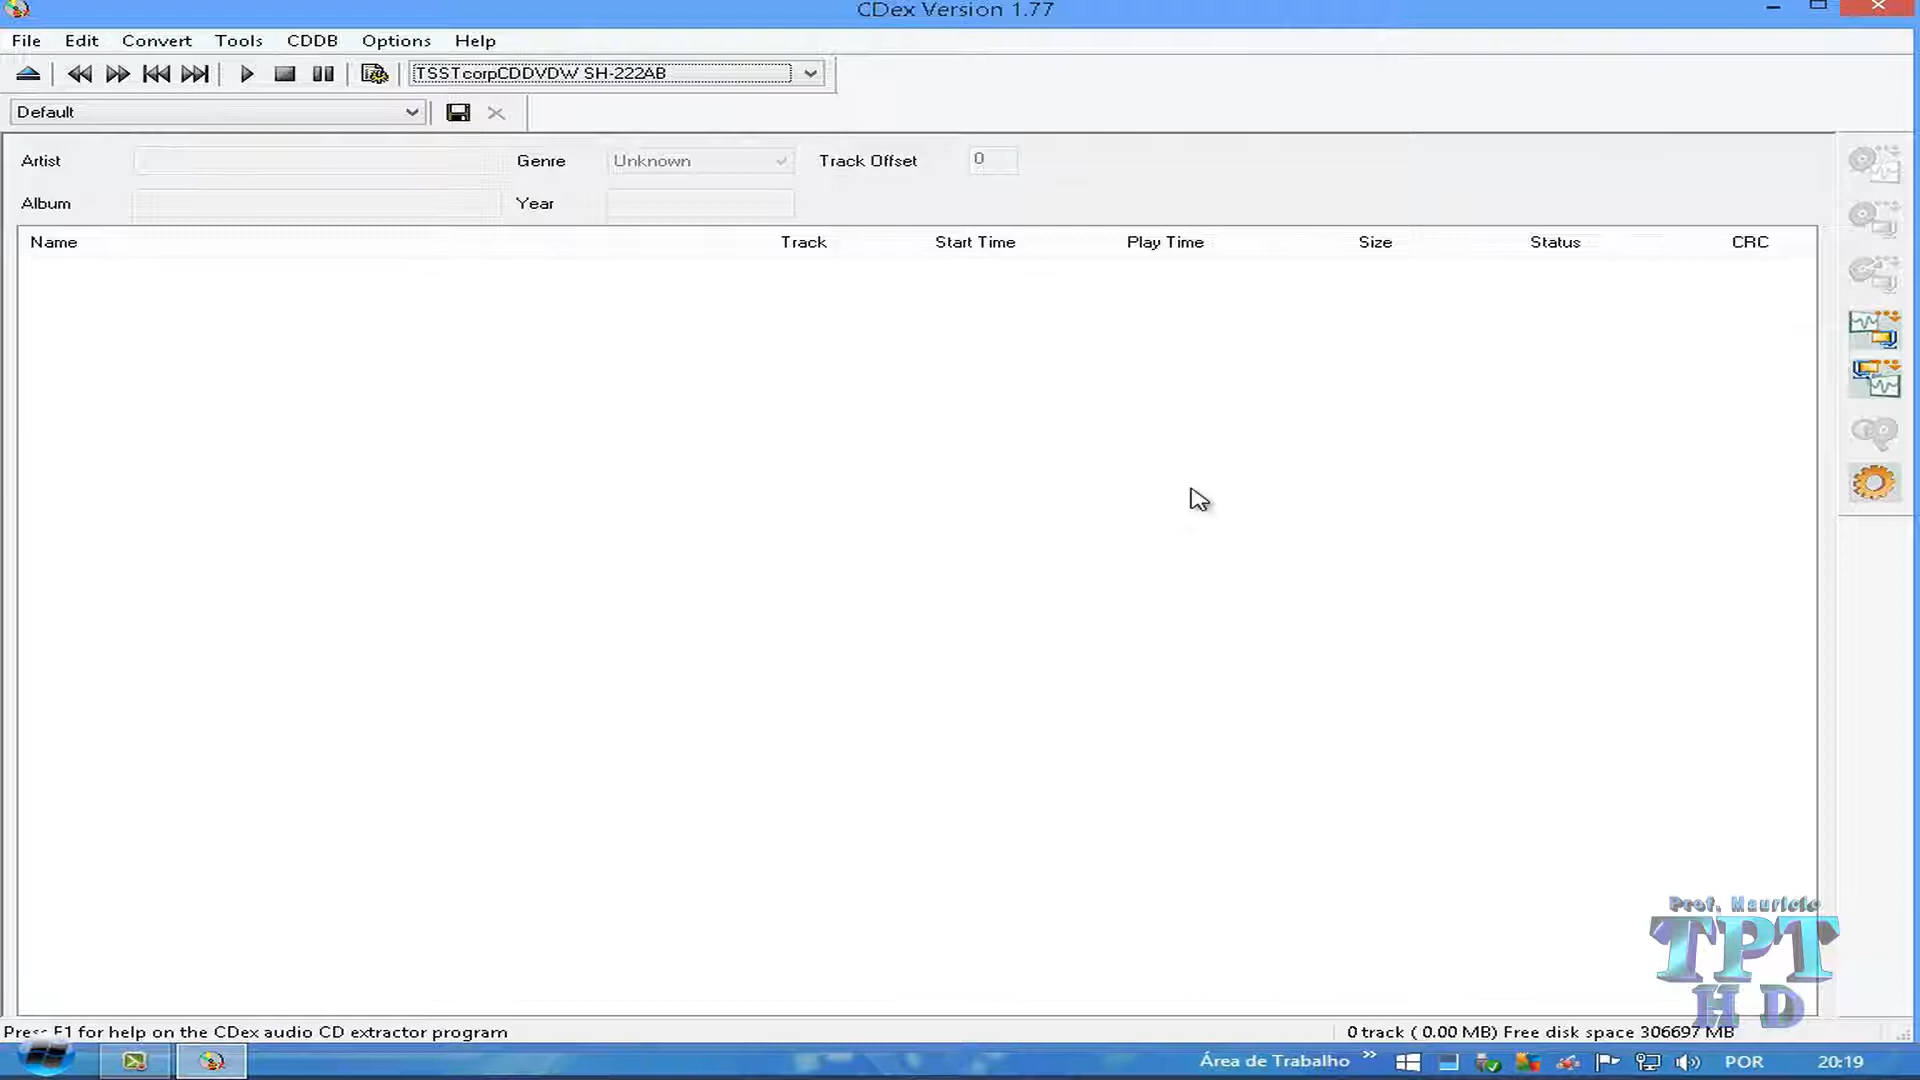 CDex Version 1.77
File Edit Convert Tools CDDB Options Help
TSSTcorpCDDVDW SH-222AB
Default
Artist Genre Unknown Track Offset 0
Album Year
Name Track Start Time Play Time Size Status CRC
Prof. Mauricio
TPT
HD
Press F1 for help on the CDex audio CD extractor program 0 track ( 0.00 MB) Free disk space 306697 MB
Área de Trabalho » POR 20:19